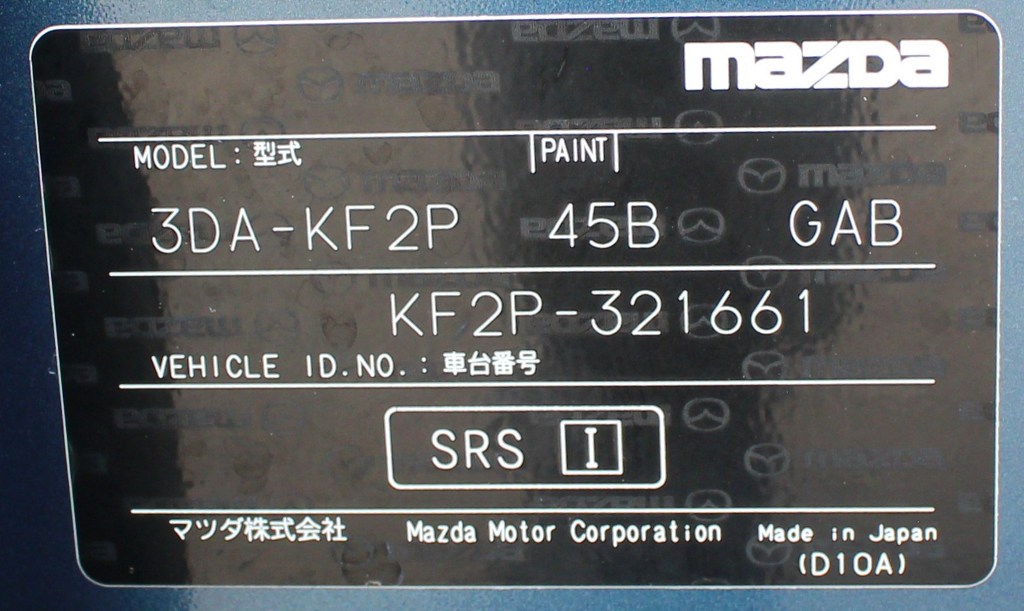 mazda
MODEL : 型式 PAINT
3DA-KF2P 45B GAB
KF2P-321661
VEHICLE ID.NO. : 車台番号
SRS I
マツダ株式会社 Mazda Motor Corporation Made in Japan
(D10A)